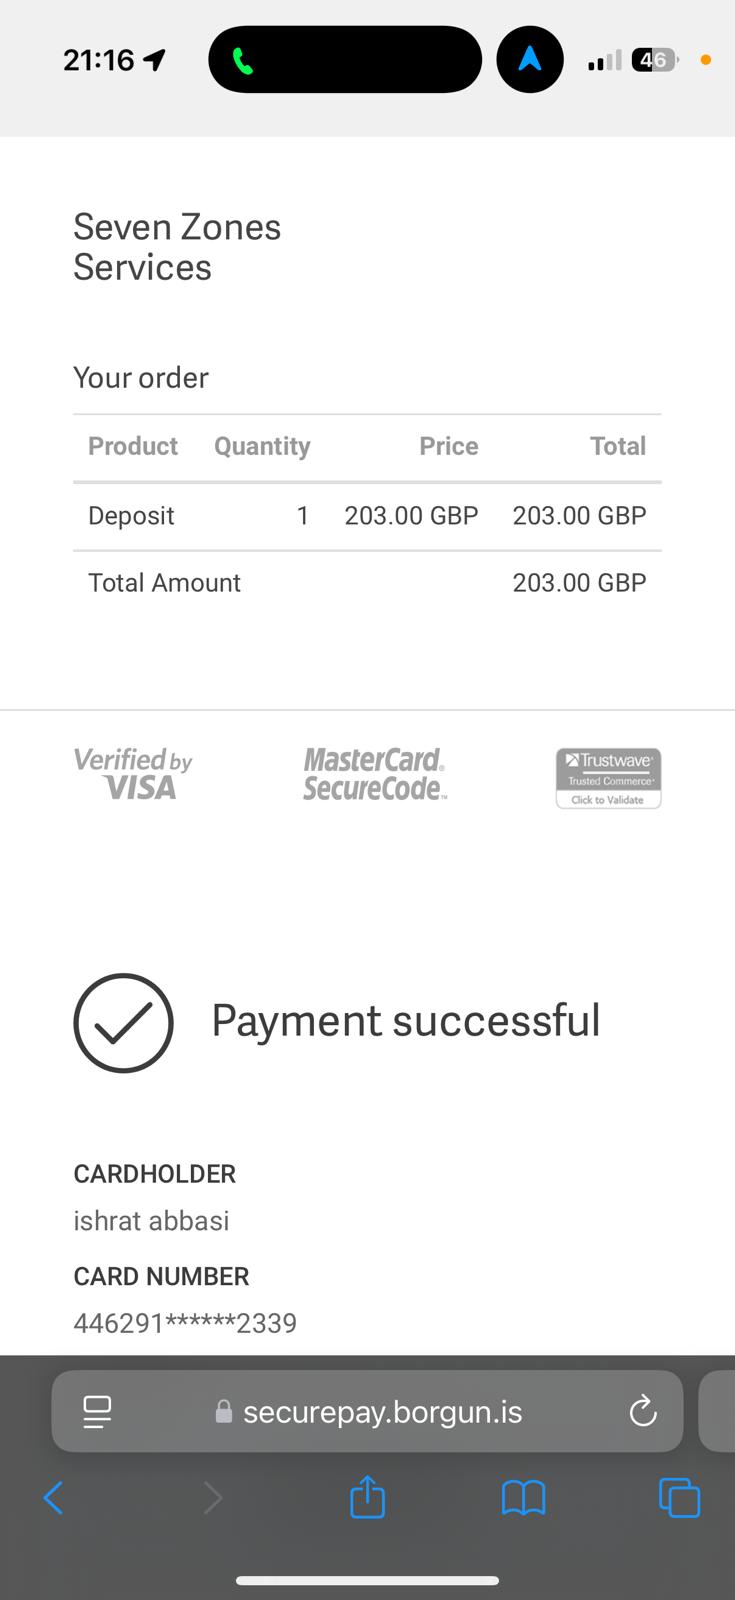 21:16
46
Seven Zones
Services
Your order
Product Quantity Price Total
Deposit 1 203.00 GBP 203.00 GBP
Total Amount 203.00 GBP
Verified by
VISA
MasterCard®
SecureCode™
Trustwave®
Trusted Commerce®
Click to Validate
Payment successful
CARDHOLDER
ishrat abbasi
CARD NUMBER
446291******2339
securepay.borgun.is